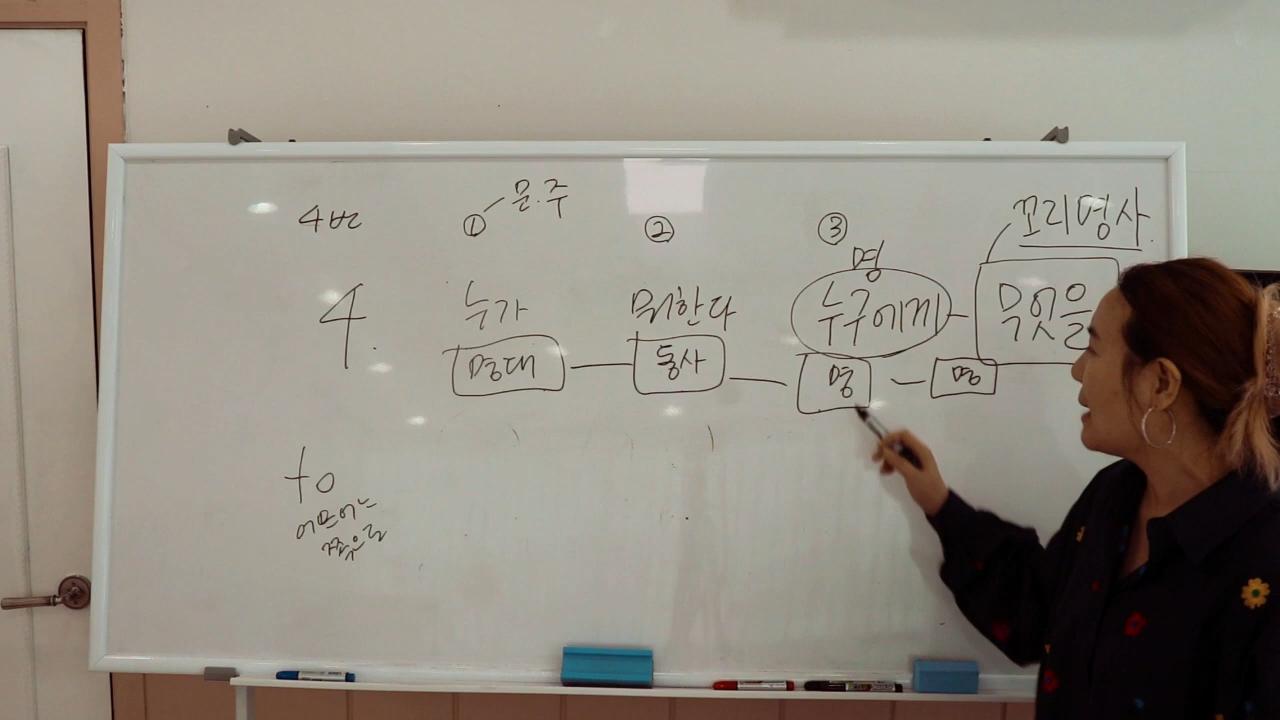 4번 ① 문.주 ② ③ 꼬리명사.
명
4. 누가 뭐한다 누구에게 무엇을
명대 동사 명 명
to